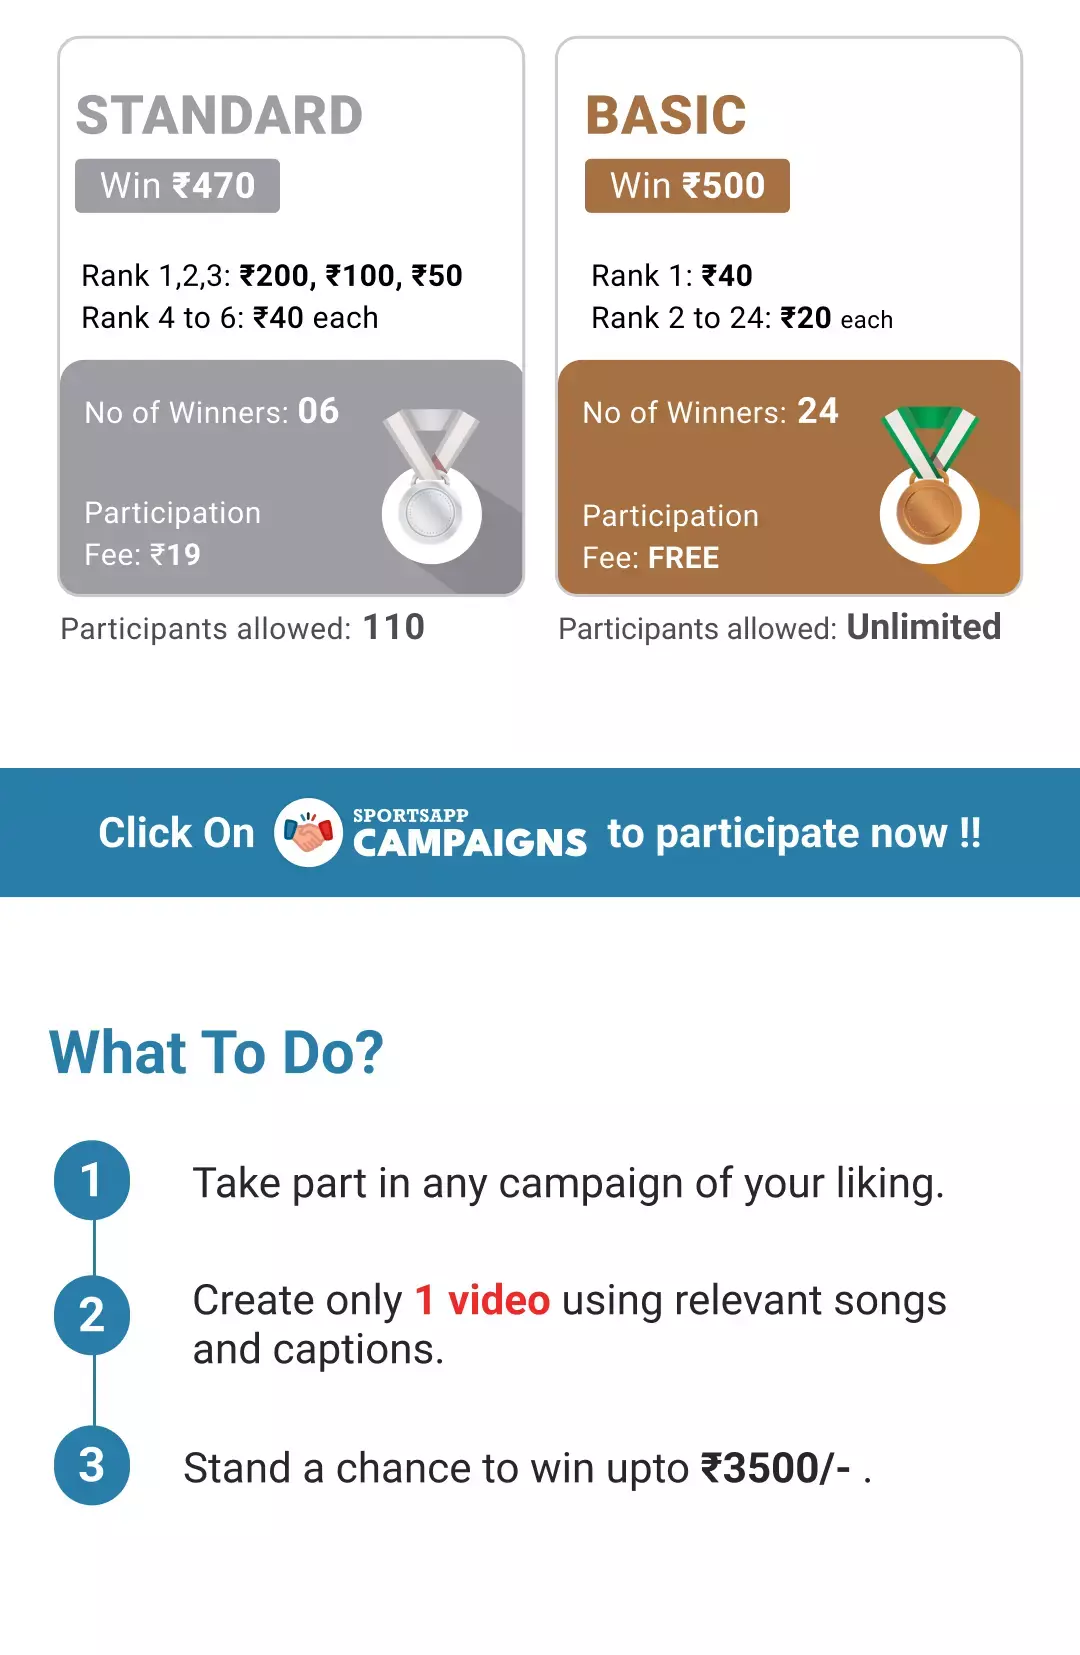 STANDARD
Win ₹470
Rank 1,2,3: ₹200, ₹100, ₹50
Rank 4 to 6: ₹40 each
No of Winners: 06
Participation
Fee: ₹19
Participants allowed: 110
BASIC
Win ₹500
Rank 1: ₹40
Rank 2 to 24: ₹20 each
No of Winners: 24
Participation
Fee: FREE
Participants allowed: Unlimited
Click On SPORTSAPP CAMPAIGNS to participate now !!
What To Do?
1 Take part in any campaign of your liking.
2 Create only 1 video using relevant songs
and captions.
3 Stand a chance to win upto ₹3500/- .